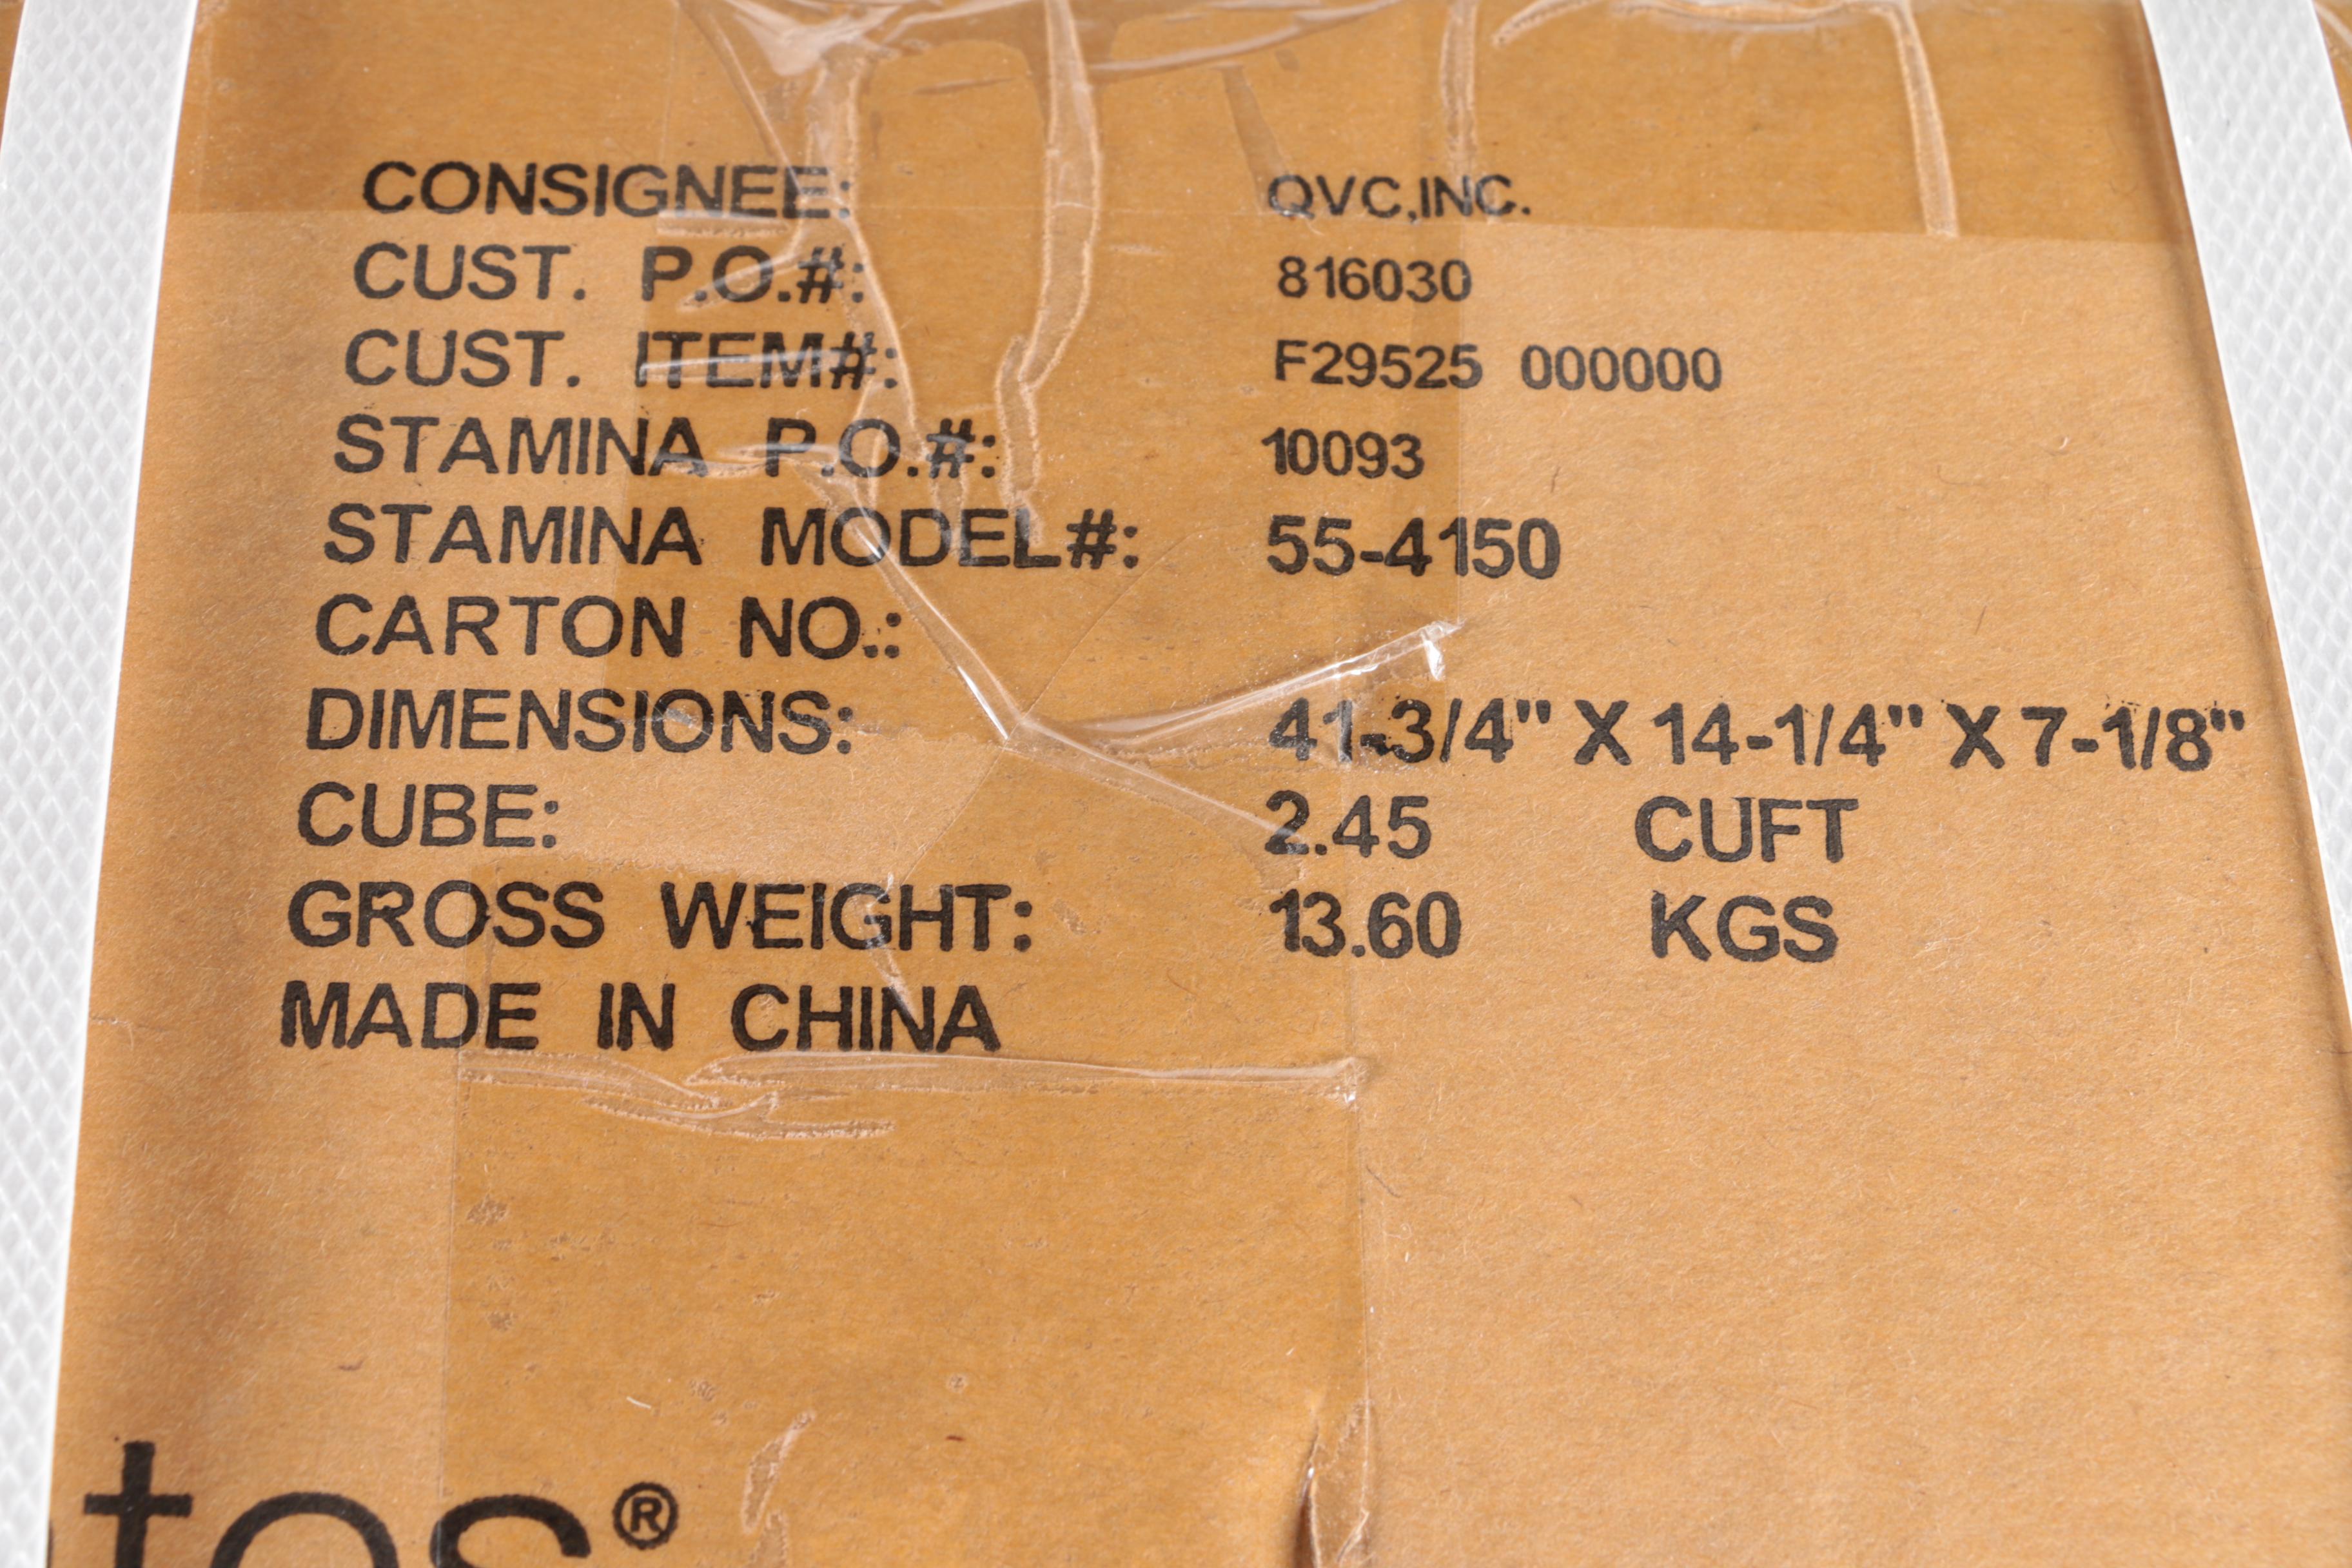 CONSIGNEE: QVC,INC.
CUST. P.O.#: 816030
CUST. ITEM#: F29525 000000
STAMINA P.O.#: 10093
STAMINA MODEL#: 55-4150
CARTON NO.:
DIMENSIONS: 41-3/4" X 14-1/4" X 7-1/8"
CUBE: 2.45 CUFT
GROSS WEIGHT: 13.60 KGS
MADE IN CHINA